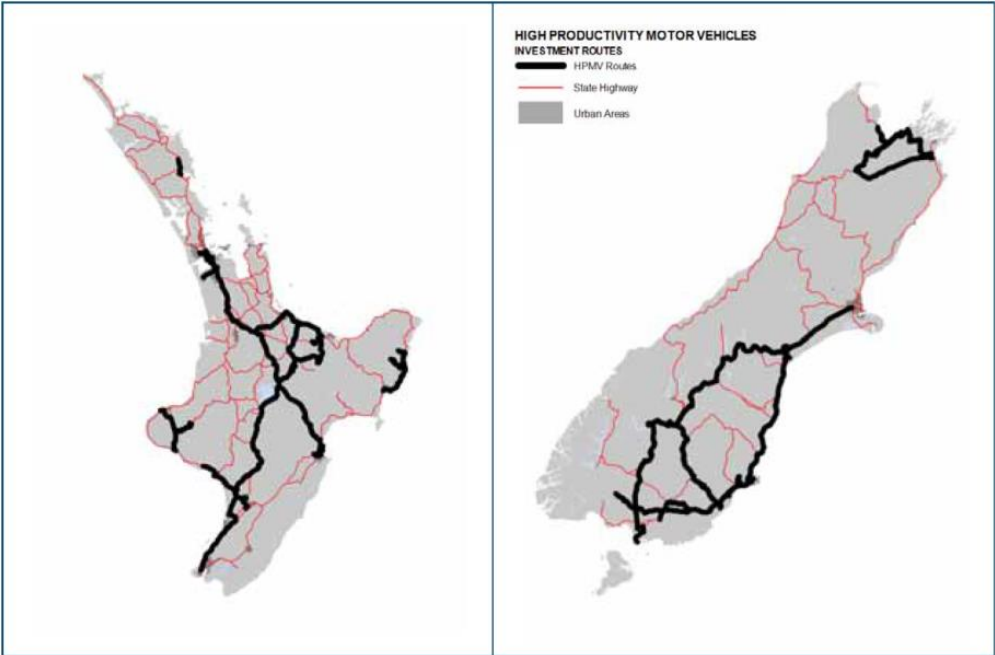 HIGH PRODUCTIVITY MOTOR VEHICLES
INVESTMENT ROUTES
HPMV Routes
State Highway
Urban Areas